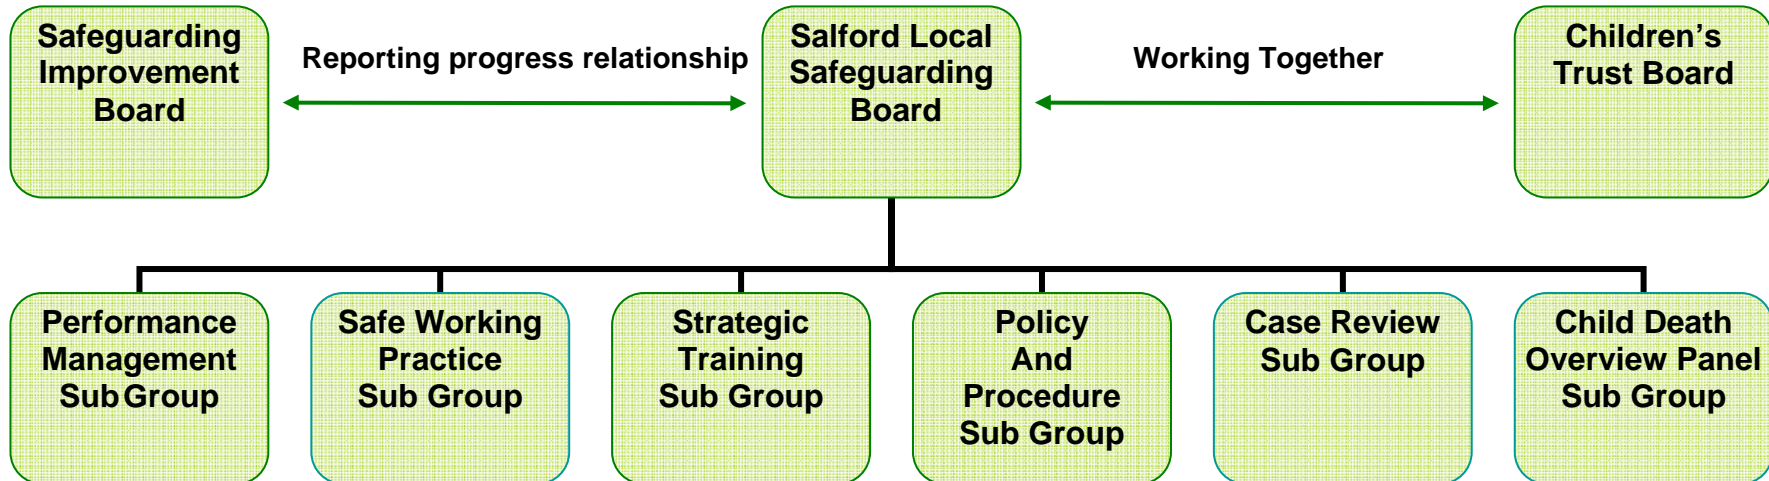 Safeguarding
Improvement
Board
Reporting progress relationship
Salford Local
Safeguarding
Board
Working Together
Children’s
Trust Board
Performance
Management
Sub Group
Safe Working
Practice
Sub Group
Strategic
Training
Sub Group
Policy
And
Procedure
Sub Group
Case Review
Sub Group
Child Death
Overview Panel
Sub Group